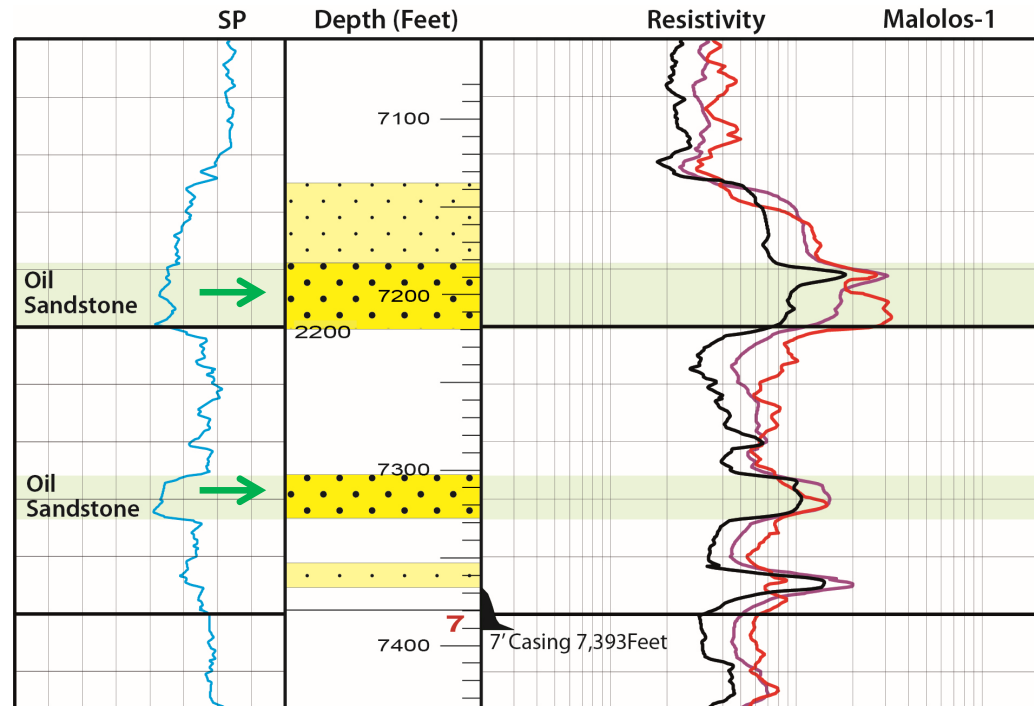 SP
Depth (Feet)
Resistivity
Malolos-1
7100
Oil
Sandstone
7200
2200
7300
Oil
Sandstone
7
7' Casing 7,393Feet
7400